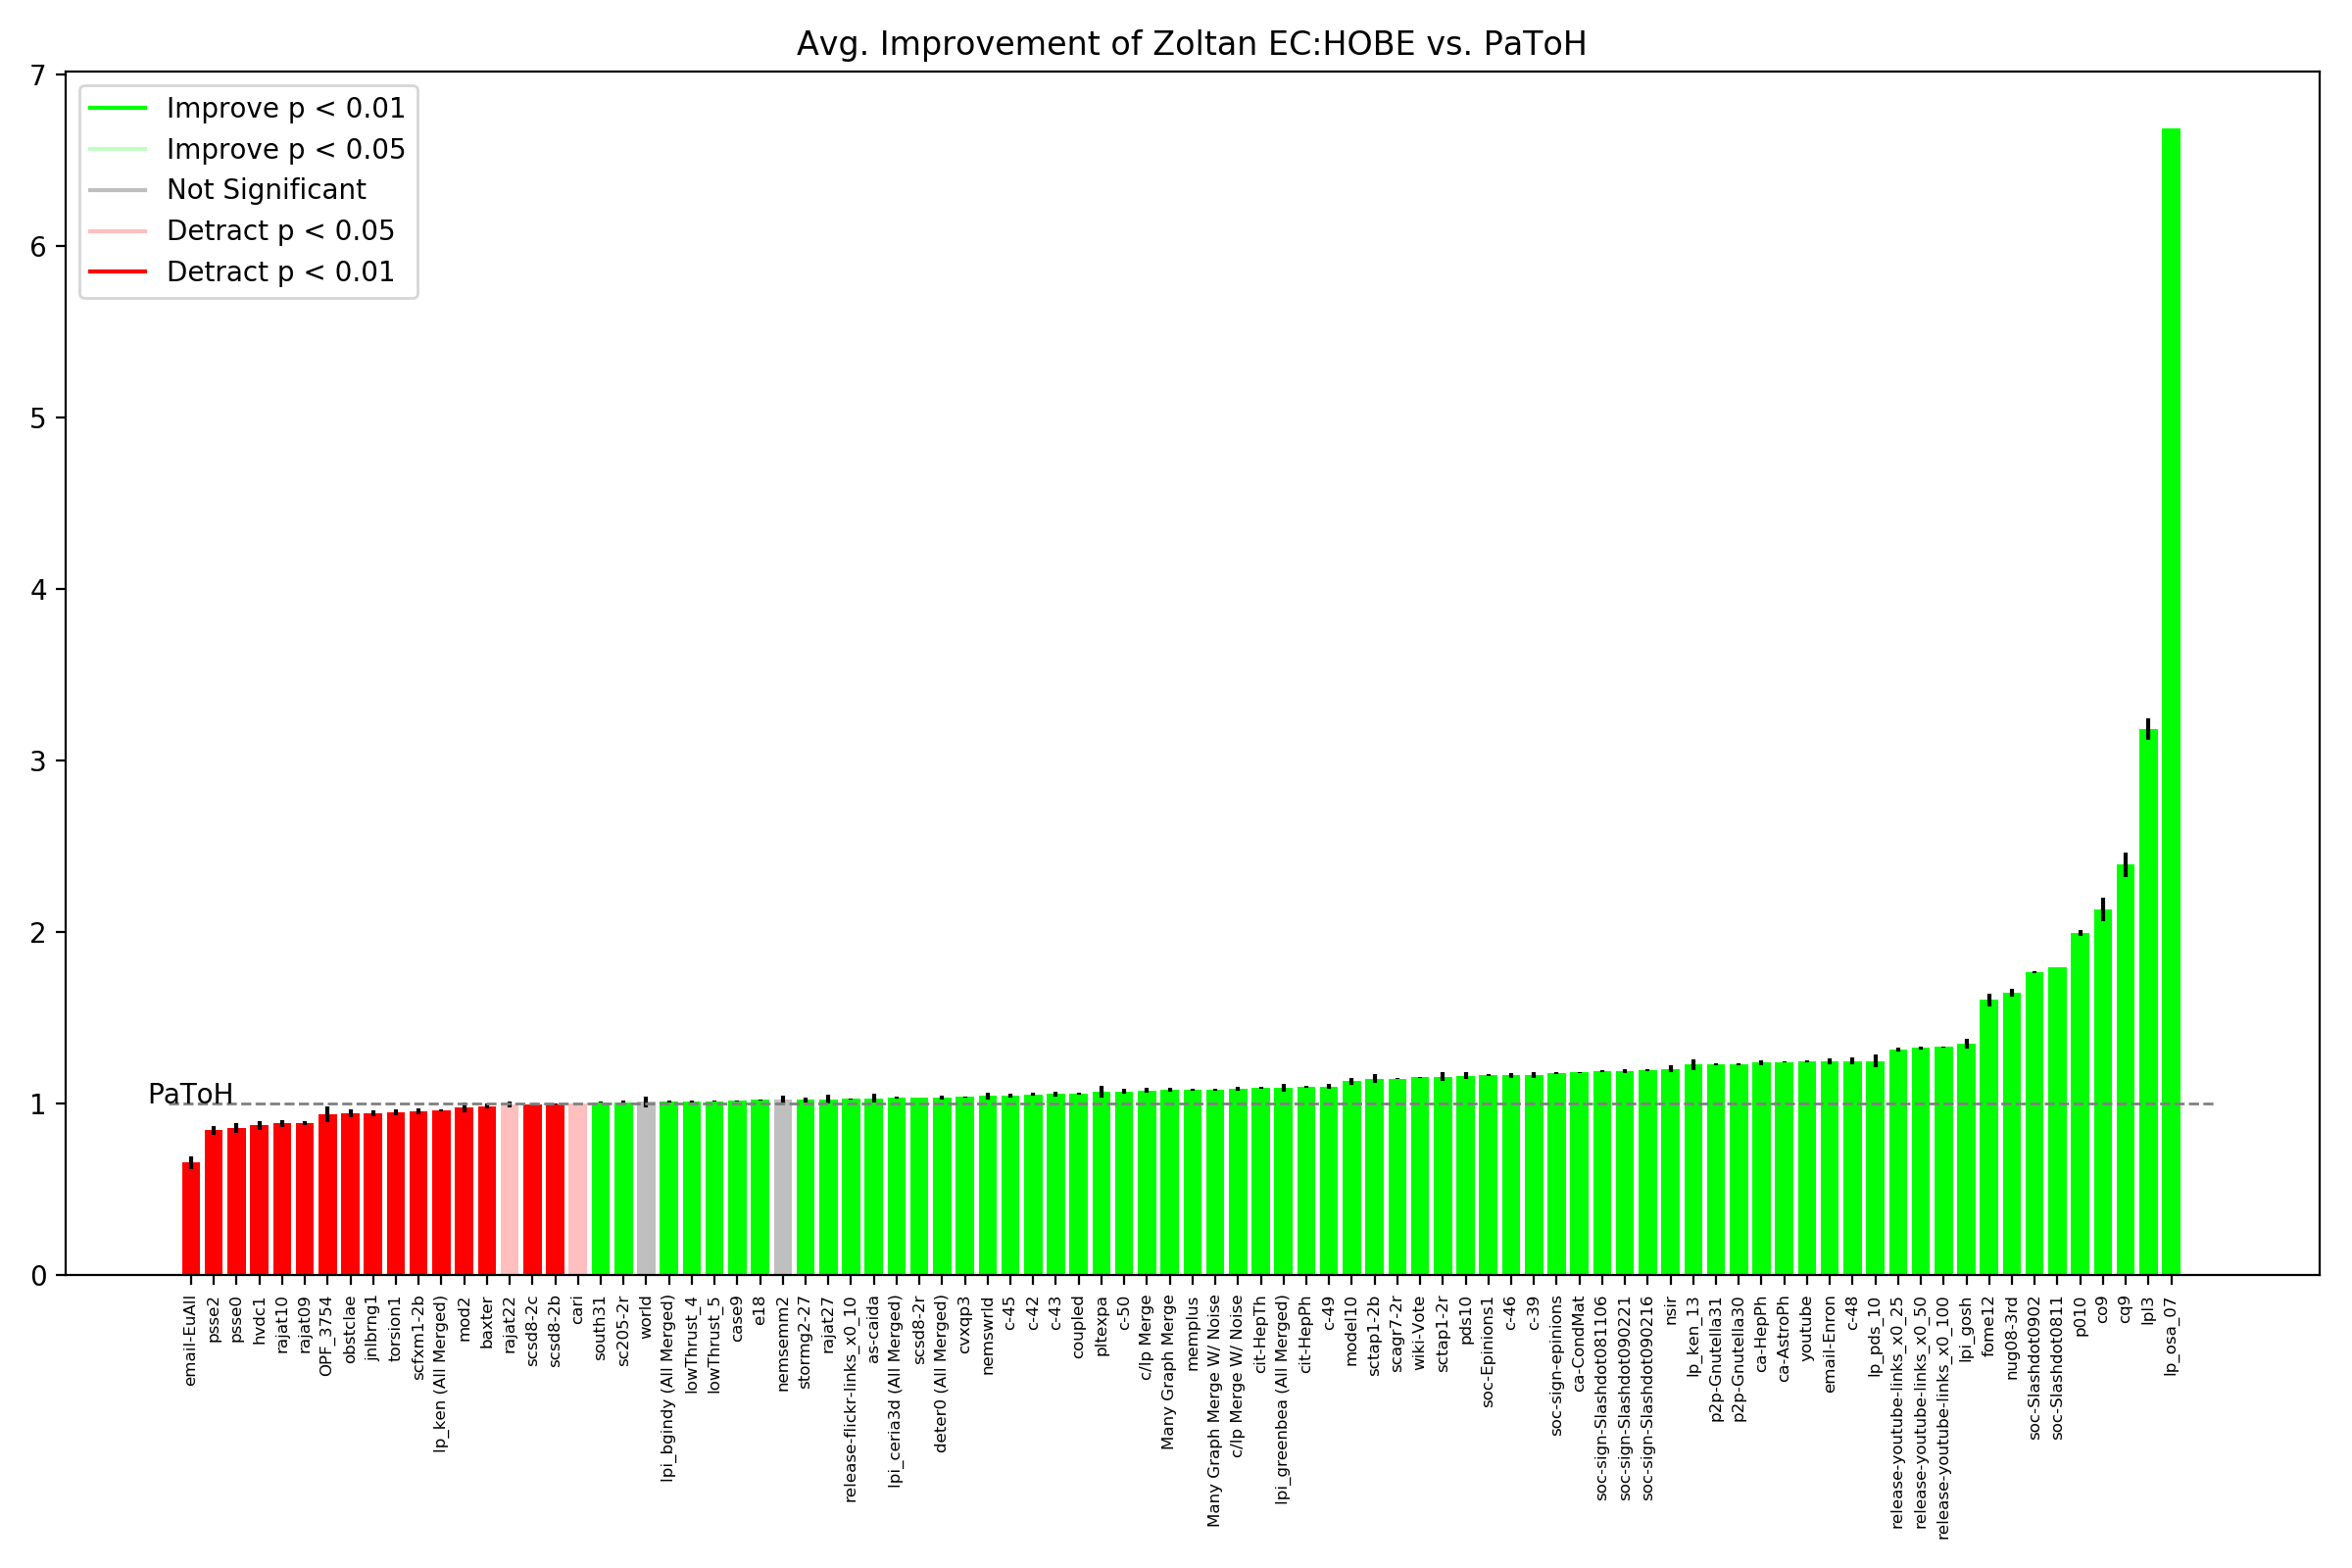 Avg. Improvement of Zoltan EC:HOBE vs. PaToH
7
6
5
4
3
2
1
0
Improve p < 0.01
Improve p < 0.05
Not Significant
Detract p < 0.05
Detract p < 0.01
PaToH
email-EuAll
psse2
psse0
hvdc1
rajat10
rajat09
OPF_3754
obstclae
jnlbrng1
torsion1
scfxm1-2b
lp_ken (All Merged)
mod2
baxter
rajat22
scsd8-2c
scsd8-2b
cari
south31
sc205-2r
world
lpi_bgindy (All Merged)
lowThrust_4
lowThrust_5
case9
e18
nemsemm2
stormg2-27
rajat27
release-flickr-links_x0_10
as-caida
lpi_ceria3d (All Merged)
scsd8-2r
deter0 (All Merged)
cvxqp3
nemswrld
c-45
c-42
c-43
coupled
pltexpa
c-50
c/lp Merge
Many Graph Merge
memplus
Many Graph Merge W/ Noise
c/lp Merge W/ Noise
cit-HepTh
lpi_greenbea (All Merged)
cit-HepPh
c-49
model10
sctap1-2b
scagr7-2r
wiki-Vote
sctap1-2r
pds10
soc-Epinions1
c-46
c-39
soc-sign-epinions
ca-CondMat
soc-sign-Slashdot081106
soc-sign-Slashdot090221
soc-sign-Slashdot090216
nsir
lp_ken_13
p2p-Gnutella31
p2p-Gnutella30
ca-HepPh
ca-AstroPh
youtube
email-Enron
c-48
lp_pds_10
release-youtube-links_x0_25
release-youtube-links_x0_50
release-youtube-links_x0_100
lpi_gosh
fome12
nug08-3rd
soc-Slashdot0902
soc-Slashdot0811
p010
co9
cq9
lpl3
lp_osa_07